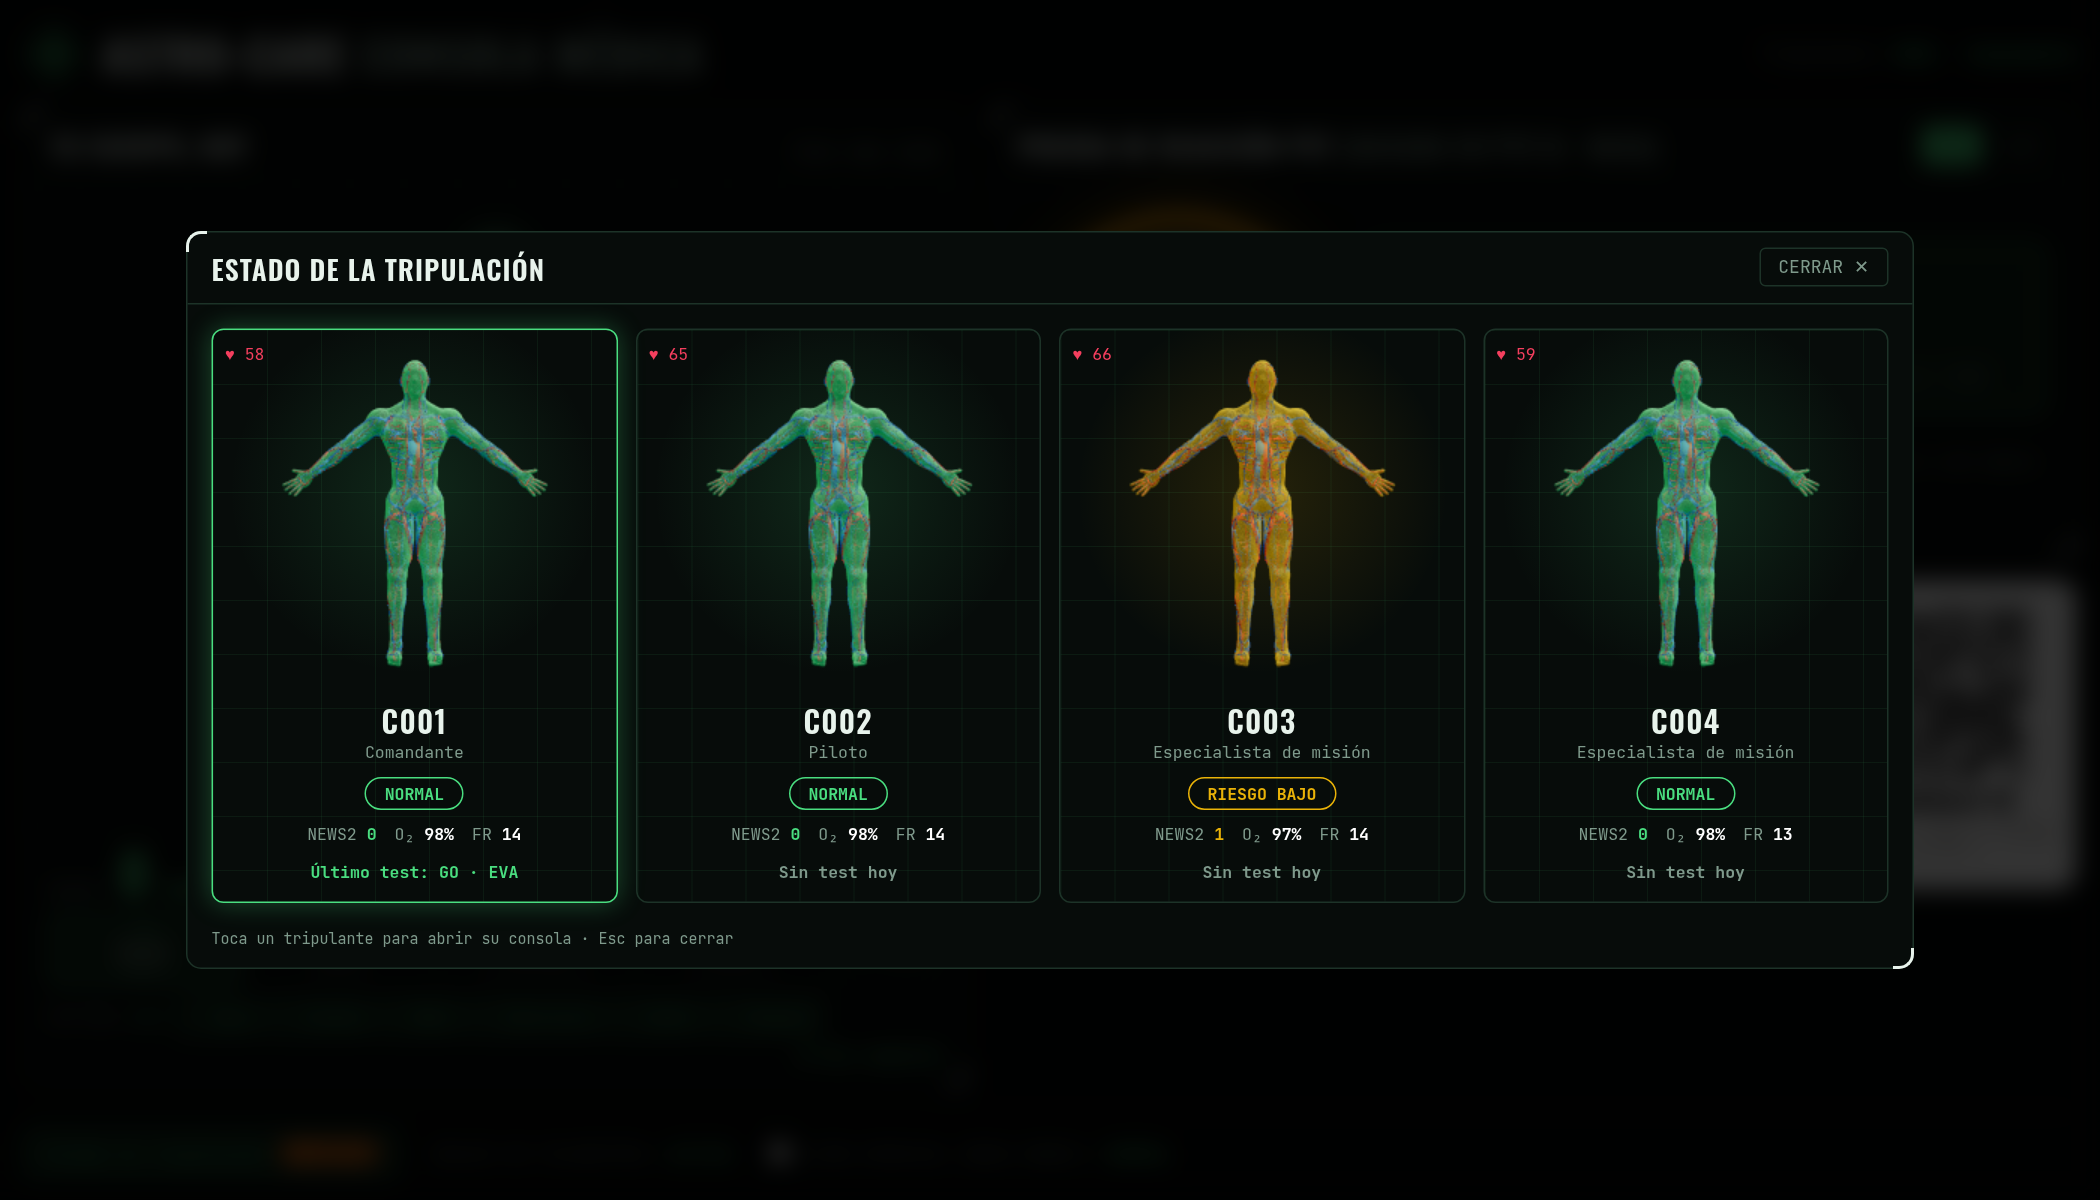 ESTADO DE LA TRIPULACIÓN
CERRAR ✕
♥ 58
C001
Comandante
NORMAL
NEWS2 0 O₂ 98% FR 14
Último test: GO · EVA
♥ 65
C002
Piloto
NORMAL
NEWS2 0 O₂ 98% FR 14
Sin test hoy
♥ 66
C003
Especialista de misión
RIESGO BAJO
NEWS2 1 O₂ 97% FR 14
Sin test hoy
♥ 59
C004
Especialista de misión
NORMAL
NEWS2 0 O₂ 98% FR 13
Sin test hoy
Toca un tripulante para abrir su consola · Esc para cerrar